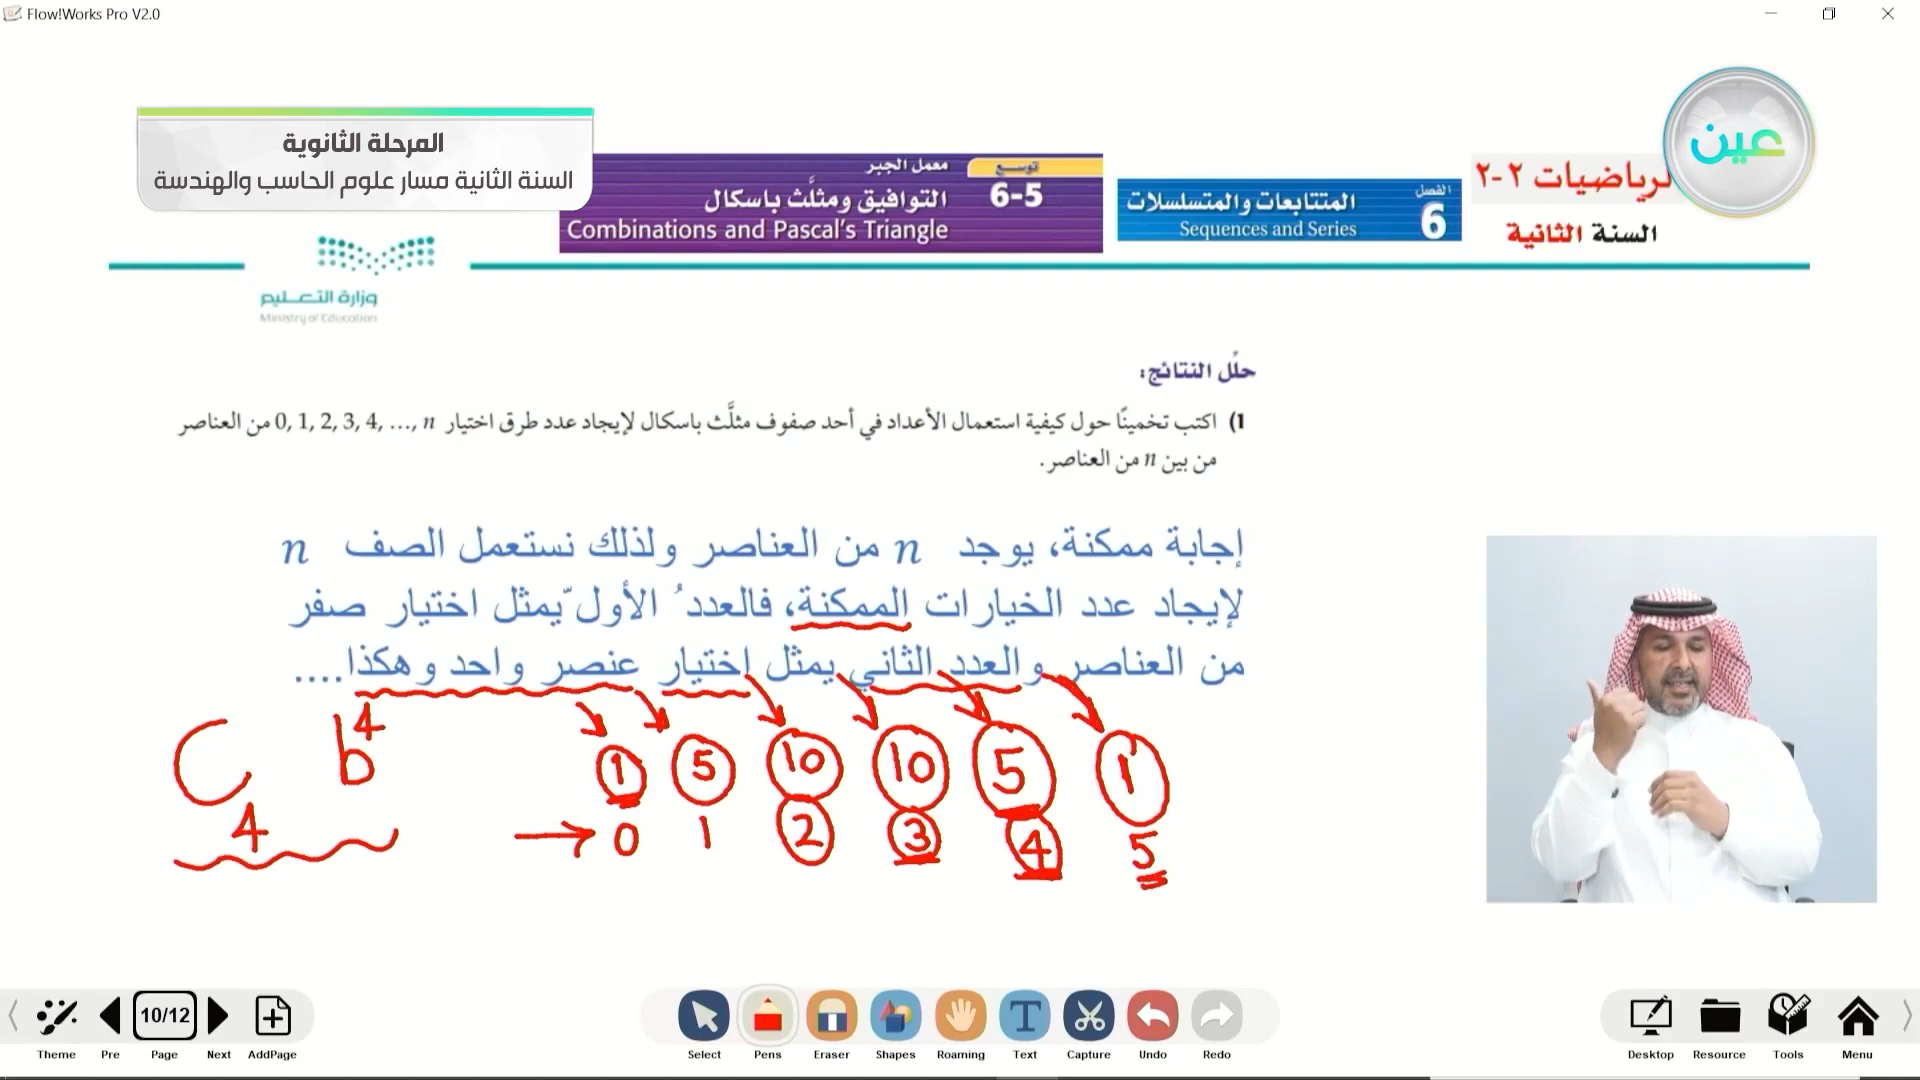 Flow!Works Pro V2.0
عين
المرحلة الثانوية
السنة الثانية مسار علوم الحاسب والهندسة
لرياضيات ٢-٢
السنة الثانية
الفصل 6
المتتابعات والمتسلسلات
Sequences and Series
توسع 6-5
معمل الجبر
التوافيق ومثلَّث باسكال
Combinations and Pascal's Triangle
وزارة التعليم
Ministry of Education
حلِّل النتائج:
1) اكتب تخمينًا حول كيفية استعمال الأعداد في أحد صفوف مثلَّث باسكال لإيجاد عدد طرق اختيار 0, 1, 2, 3, 4, …, n من العناصر
من بين n من العناصر.
إجابة ممكنة، يوجد n من العناصر ولذلك نستعمل الصف n
لإيجاد عدد الخيارات الممكنة، فالعددُ الأول ّيمثل اختيار صفر
من العناصر والعدد الثاني يمثل اختيار عنصر واحد وهكذا....
C 4 b 4
1 5 10 10 5 1
→ 0 1 2 3 4 5
10/12
Theme Pre Page Next AddPage
Select Pens Eraser Shapes Roaming Text Capture Undo Redo
Desktop Resource Tools Menu